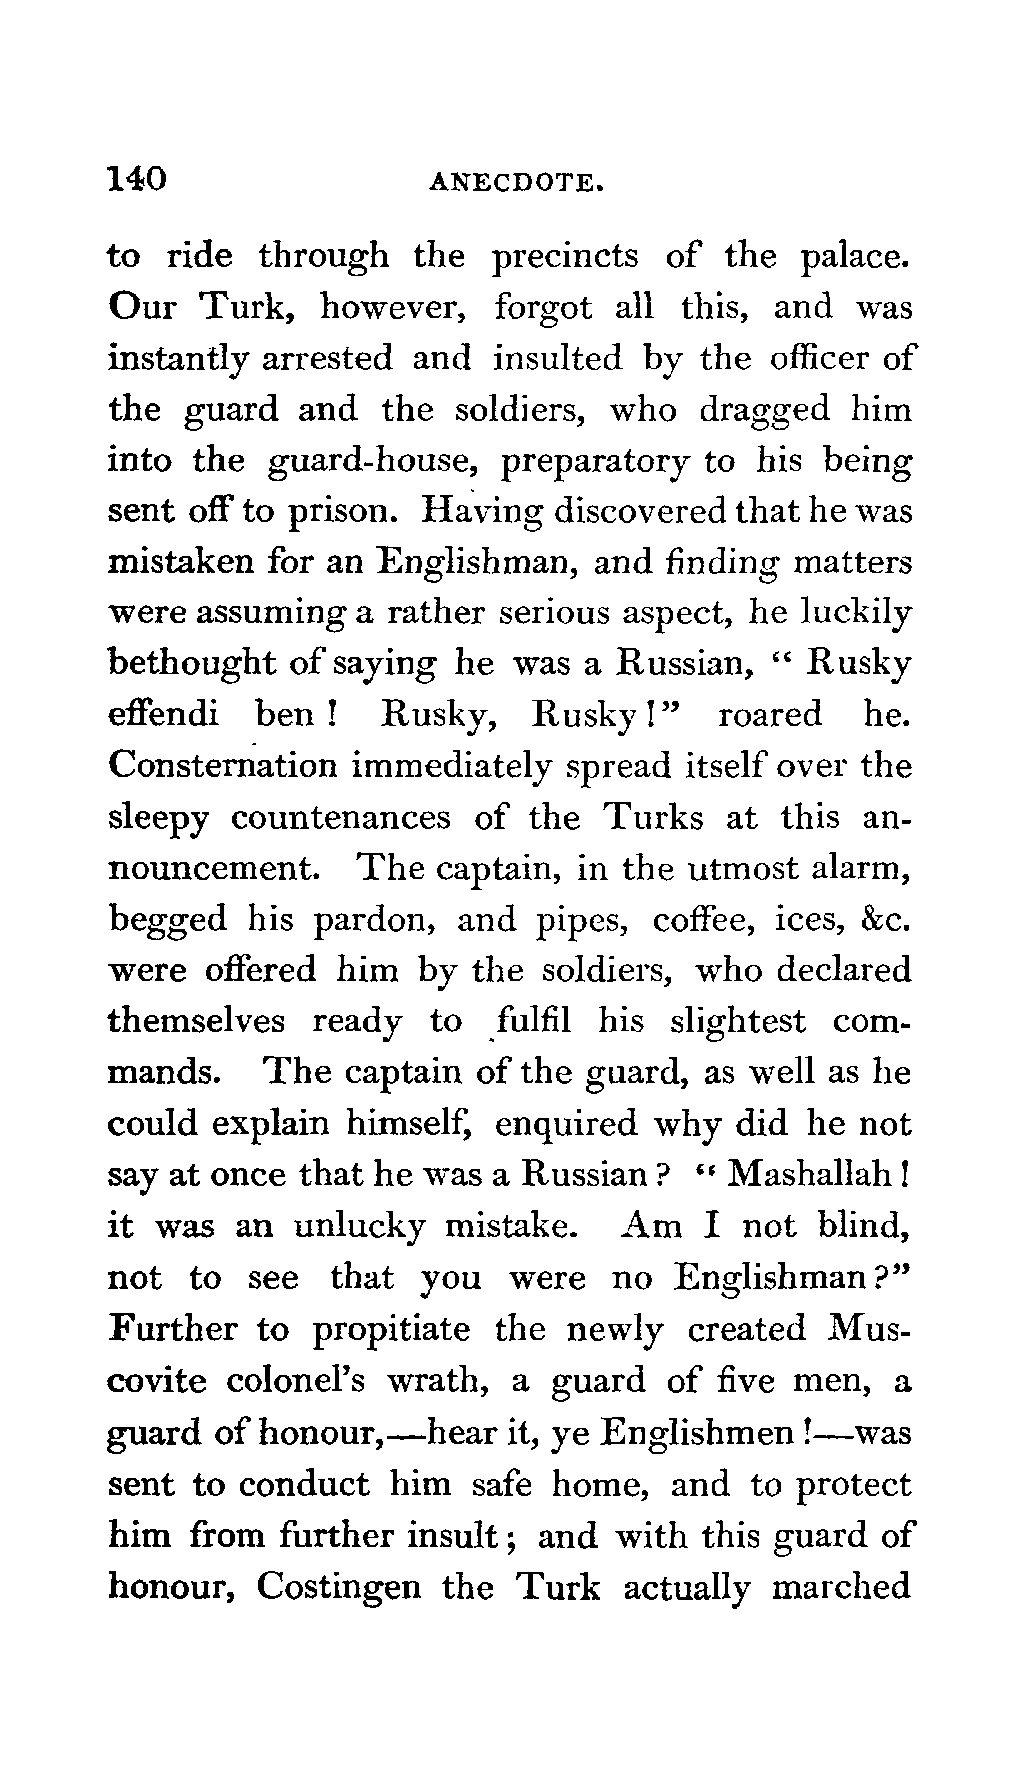 140 ANECDOTE.
to ride through the precincts of the palace.
Our Turk, however, forgot all this, and was
instantly arrested and insulted by the officer of
the guard and the soldiers, who dragged him
into the guard-house, preparatory to his being
sent off to prison. Having discovered that he was
mistaken for an Englishman, and finding matters
were assuming a rather serious aspect, he luckily
bethought of saying he was a Russian, “ Rusky
effendi ben ! Rusky, Rusky !” roared he.
Consternation immediately spread itself over the
sleepy countenances of the Turks at this an-
nouncement. The captain, in the utmost alarm,
begged his pardon, and pipes, coffee, ices, &c.
were offered him by the soldiers, who declared
themselves ready to fulfil his slightest com-
mands. The captain of the guard, as well as he
could explain himself, enquired why did he not
say at once that he was a Russian ? “ Mashallah !
it was an unlucky mistake. Am I not blind,
not to see that you were no Englishman ?”
Further to propitiate the newly created Mus-
covite colonel’s wrath, a guard of five men, a
guard of honour,—hear it, ye Englishmen !—was
sent to conduct him safe home, and to protect
him from further insult ; and with this guard of
honour, Costingen the Turk actually marched